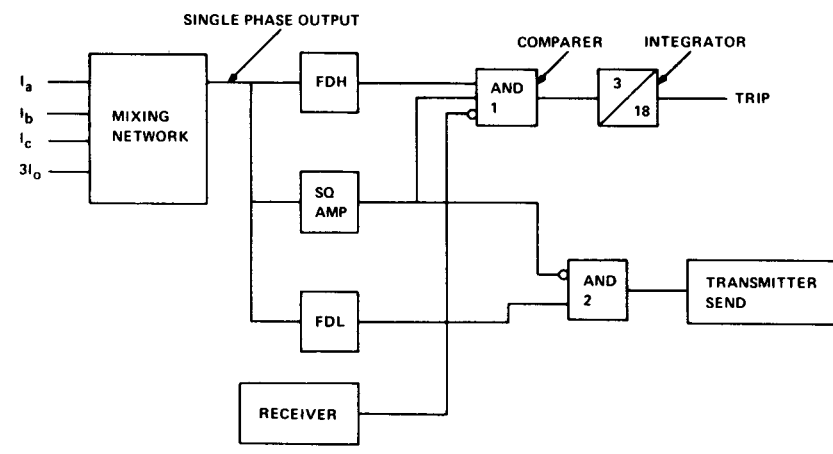 SINGLE PHASE OUTPUT
COMPARER
INTEGRATOR
Ia
Ib
Ic
3Io
MIXING
NETWORK
FDH
AND
1
3
18
TRIP
SQ
AMP
AND
2
TRANSMITTER
SEND
FDL
RECEIVER